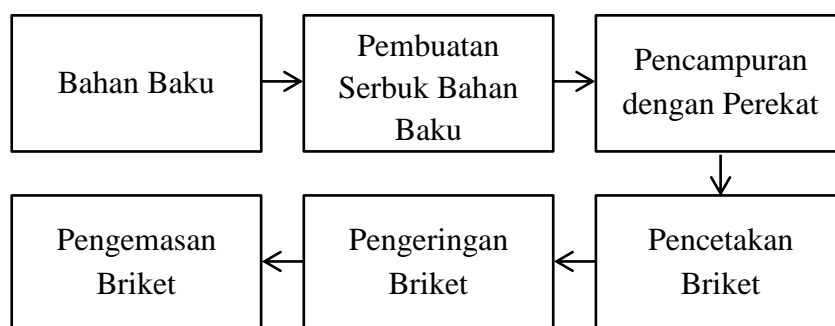 Bahan Baku
Pembuatan
Serbuk Bahan
Baku
Pencampuran
dengan Perekat
Pencetakan
Briket
Pengeringan
Briket
Pengemasan
Briket